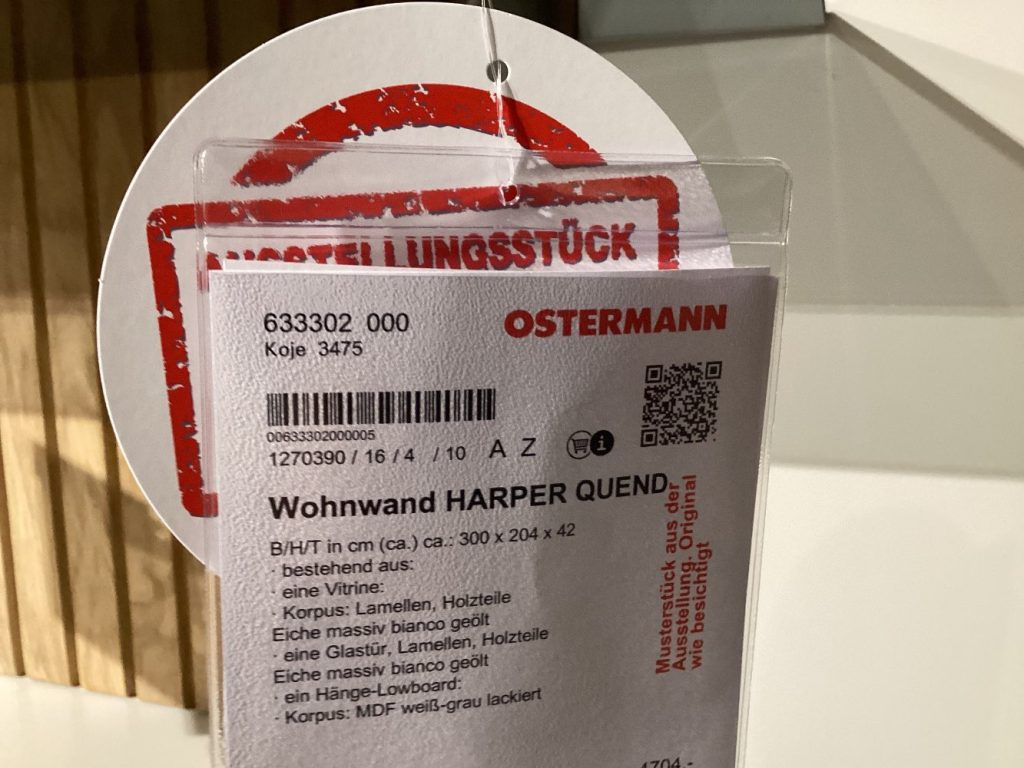 AUSSTELLUNGSSTÜCK
633302 000
OSTERMANN
Koje 3475
00633302000005
1270390 / 16 / 4 / 10 A Z
i
Wohnwand HARPER QUEND
B/H/T in cm (ca.) ca.: 300 x 204 x 42
· bestehend aus:
· eine Vitrine:
· Korpus: Lamellen, Holzteile
Eiche massiv bianco geölt
· eine Glastür, Lamellen, Holzteile
Eiche massiv bianco geölt
· ein Hänge-Lowboard:
· Korpus: MDF weiß-grau lackiert
Musterstück aus der
Ausstellung. Original
wie besichtigt